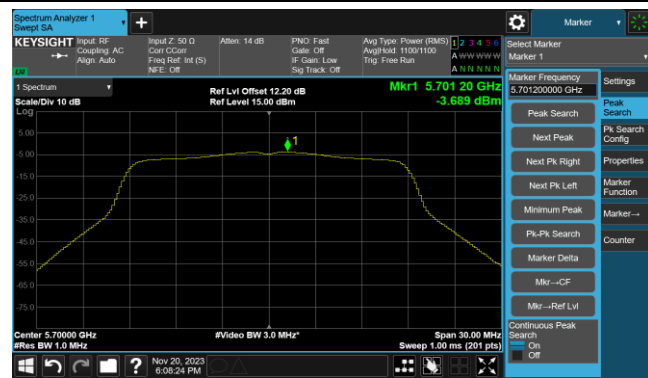 Spectrum Analyzer 1
Swept SA
Marker
KEYSIGHT
Input: RF
Coupling: AC
Align: Auto
Input Z: 50 Ω
Corr CCorr
Freq Ref: Int (S)
NFE: Off
Atten: 14 dB
PNO: Fast
Gate: Off
IF Gain: Low
Sig Track: Off
Avg Type: Power (RMS)
Avg|Hold: 1100/1100
Trig: Free Run
1 2 3 4 5 6
A W W W W W
A N N N N N
LV
Select Marker
Marker 1
1 Spectrum
Scale/Div 10 dB
Log
Ref Lvl Offset 12.20 dB
Ref Level 15.00 dBm
Mkr1 5.701 20 GHz
-3.689 dBm
1
5.00
-5.00
-15.0
-25.0
-35.0
-45.0
-55.0
-65.0
-75.0
Center 5.70000 GHz
#Res BW 1.0 MHz
#Video BW 3.0 MHz*
Span 30.00 MHz
Sweep 1.00 ms (201 pts)
Marker Frequency
5.701200000 GHz
Peak Search
Next Peak
Next Pk Right
Next Pk Left
Minimum Peak
Pk-Pk Search
Marker Delta
Mkr→CF
Mkr→Ref Lvl
Continuous Peak
Search
On
Off
Settings
Peak
Search
Pk Search
Config
Properties
Marker
Function
Marker→
Counter
?
Nov 20, 2023
6:08:24 PM